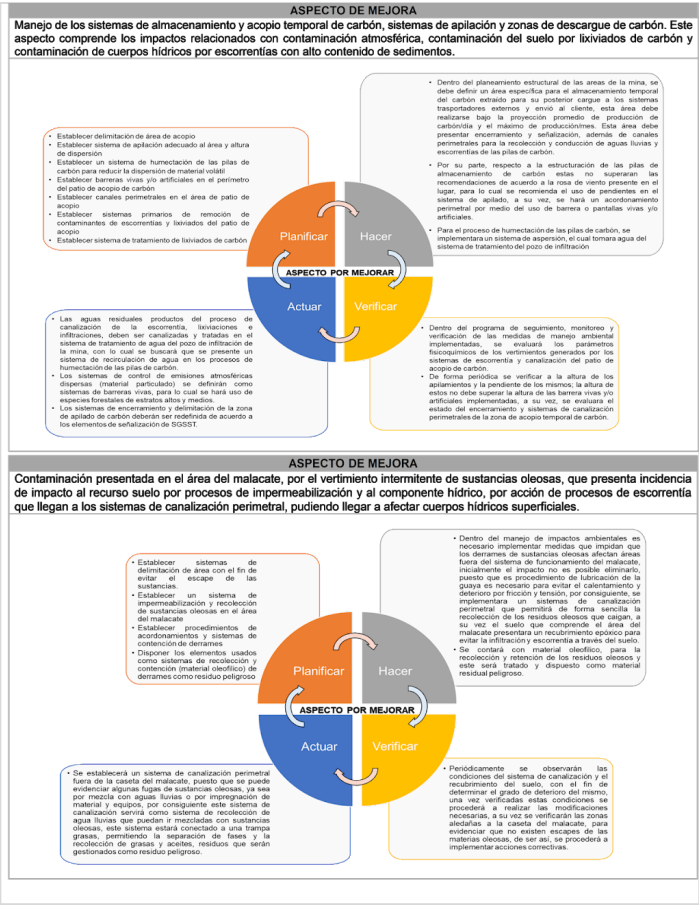 ASPECTO DE MEJORA
Manejo de los sistemas de almacenamiento y acopio temporal de carbón, sistemas de apilación y zonas de descargue de carbón. Este
aspecto comprende los impactos relacionados con contaminación atmosférica, contaminación del suelo por lixiviados de carbón y
contaminación de cuerpos hídricos por escorrentías con alto contenido de sedimentos.
• Establecer delimitación de área de acopio
• Establecer sistema de apilación adecuado al área y altura
de dispersión
• Establecer un sistema de humectación de las pilas de
carbón para reducir la dispersión de material volátil
• Establecer barreras vivas y/o artificiales en el perímetro
del patio de acopio de carbón
• Establecer canales perimetrales en el área de patio de
acopio
• Establecer sistemas primarios de remoción de
contaminantes de escorrentías y lixiviados del patio de
acopio
• Establecer sistema de tratamiento de lixiviados de carbón
• Dentro del planeamiento estructural de las areas de la mina, se
debe definir un área específica para el almacenamiento temporal
del carbón extraído para su posterior cargue a los sistemas
trasportadores externos y envió al cliente, esta área debe
realizarse bajo la proyección promedio de producción de
carbón/día y el máximo de producción/mes. Esta área debe
presentar encerramiento y señalización, además de canales
perimetrales para la recolección y conducción de aguas lluvias y
escorrentías de las pilas de carbón.
• Por su parte, respecto a la estructuración de las pilas de
almacenamiento de carbón estas no superaran las
recomendaciones de acuerdo a la rosa de viento presente en el
lugar, para lo cual se recomienda el uso de pendientes en el
sistema de apilado, a su vez, se hará un acordonamiento
perimetral por medio del uso de barrera o pantallas vivas y/o
artificiales.
• Para el proceso de humectación de las pilas de carbón, se
implementara un sistema de aspersión, el cual tomara agua del
sistema de tratamiento del pozo de infiltración
Planificar
Hacer
ASPECTO POR MEJORAR
Actuar
Verificar
• Las aguas residuales productos del proceso de
canalización de la escorrentía, lixiviaciones e
infiltraciones, deben ser canalizadas y tratadas en el
sistema de tratamiento de agua del pozo de infiltración de
la mina, con lo cual se buscará que se presente un
sistema de recirculación de agua en los procesos de
humectación de las pilas de carbón.
• Los sistemas de control de emisiones atmosféricas
dispersas (material particulado) se definirán como
sistemas de barreras vivas, para lo cual se hará uso de
especies forestales de estratos altos y medios.
• Los sistemas de encerramiento y delimitación de la zona
de apilado de carbón deberán ser redefinida de acuerdo a
los elementos de señalización de SGSST.
• Dentro del programa de seguimiento, monitoreo y
verificación de las medidas de manejo ambiental
implementadas, se evaluará los parámetros
fisicoquímicos de los vertimientos generados por los
sistemas de escorrentía y canalización del patio de
acopio de carbón.
• De forma periódica se verificar a la altura de los
apilamientos y la pendiente de los mismos; la altura de
estos no debe superar la altura de las barrear vivas y/o
artificiales implementadas, a su vez, se evaluara el
estado del encerramiento y sistemas de canalización
perimetrales de la zona de acopio temporal de carbón.
ASPECTO DE MEJORA
Contaminación presentada en el área del malacate, por el vertimiento intermitente de sustancias oleosas, que presenta incidencia
de impacto al recurso suelo por procesos de impermeabilización y al componente hídrico, por acción de procesos de escorrentía
que llegan a los sistemas de canalización perimetral, pudiendo llegar a afectar cuerpos hídricos superficiales.
• Establecer sistemas de
delimitación de área con el fin de
evitar el escape de las
sustancias.
• Establecer un sistema de
impermeabilización y recolección
de sustancias oleosas en el área
del malacate
• Establecer procedimientos de
acordonamientos y sistemas de
contención de derrames
• Disponer los elementos usados
como sistemas de recolección y
contención (material oleofílico) de
derrames como residuo peligroso
• Dentro del manejo de impactos ambientales es
necesario implementar medidas que impidan que
los derrames de sustancias oleosas afectan áreas
fuera del sistema de funcionamiento del malacate,
inicialmente el impacto no es posible eliminarlo,
puesto que es procedimiento de lubricación de la
guaya es necesario para evitar el calentamiento y
deterioro por fricción y tensión, por consiguiente, se
implementara un sistemas de canalización
perimetral que permitirá de forma sencilla la
recolección de los residuos oleosos que caigan, a
su vez el suelo que comprende el área del
malacate presentara un recubrimiento epóxico para
evitar la infiltración y escorrentía a través del suelo.
• Se contará con material oleofílico, para la
recolección y retención de los residuos oleosos y
este será tratado y dispuesto como material
residual peligroso.
Planificar
Hacer
ASPECTO POR MEJORAR
Actuar
Verificar
• Se establecerá un sistema de canalización perimetral
fuera de la caseta del malacate, puesto que se puede
evidenciar algunas fugas de sustancias oleosas, ya sea
por mezcla con aguas lluvias o por impregnación de
material y equipos, por consiguiente este sistema de
canalización servirá como sistema de recolección de
agua lluvias que puedan ir mezcladas con sustancias
oleosas, este sistema estará conectado a una trampa
grasas, permitiendo la separación de fases y la
recolección de grasas y aceites, residuos que serán
gestionados como residuo peligroso.
• Periódicamente se observarán las
condiciones del sistema de canalización y el
recubrimiento del suelo, con el fin de
determinar el grado de deterioro del mismo,
una vez verificadas estas condiciones se
procederá a realizar las modificaciones
necesarias, a su vez se verificarán las zonas
aledañas a la caseta del malacate, para
evidenciar que no existen escapes de las
materias oleosas, de ser así, se procederá a
implementar acciones correctivas.